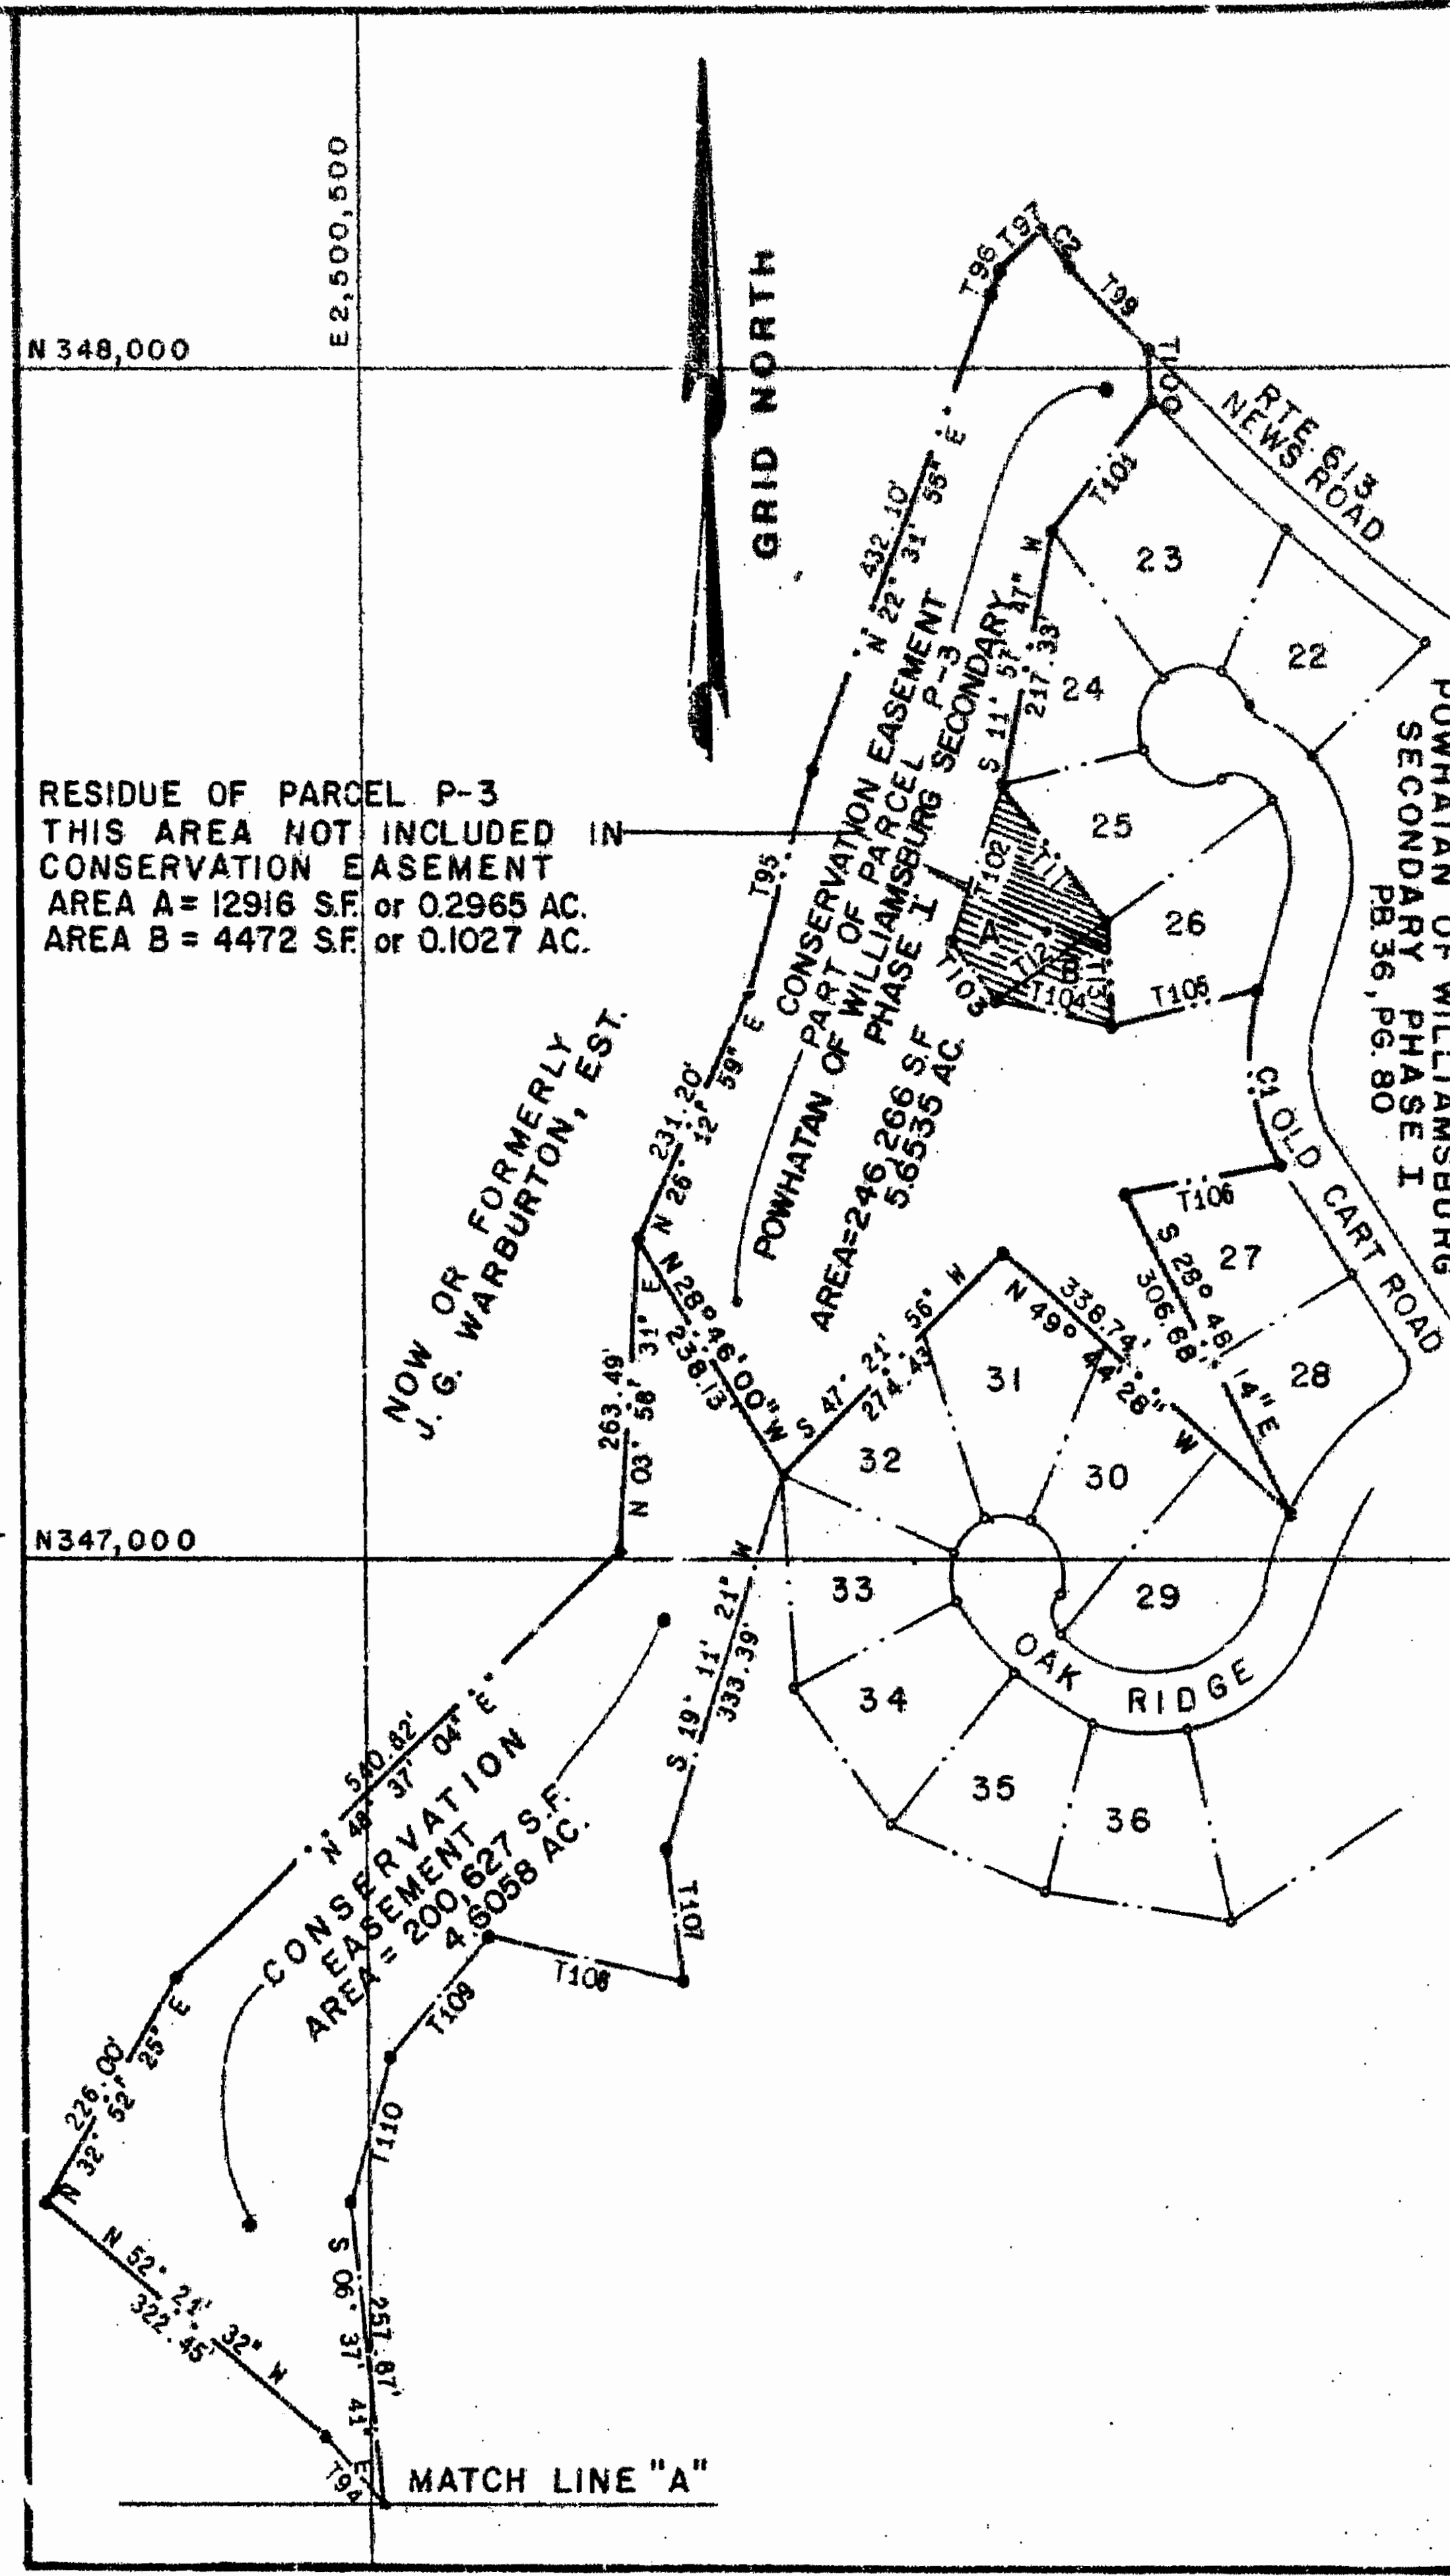 E 2,500,500
N 348,000
GRID NORTH
T96
T97
C2
T99
T100
RTE. 613
NEWS ROAD
T101
432.10'
N 22° 31' 56" E
S 11° 57' 47" W
217.33'
23
22
24
25
26
POWHATAN OF WILLIAMSBURG
SECONDARY PHASE I
P.B. 36, PG. 80
RESIDUE OF PARCEL P-3
THIS AREA NOT INCLUDED IN
CONSERVATION EASEMENT
AREA A = 12916 S.F. or 0.2965 AC.
AREA B = 4472 S.F. or 0.1027 AC.
T95
CONSERVATION EASEMENT
PART OF PARCEL P-3
POWHATAN OF WILLIAMSBURG SECONDARY
PHASE I
AREA=246,266 S.F.
5.6535 AC.
T102
A
T103
B
T104
T13
T105
C1
OLD CART ROAD
T106
27
28
NOW OR FORMERLY
J. G. WARBURTON, EST.
231.20'
N 26° 12' 59" E
N 28° 46' 00" W
238.13'
263.49'
N 03° 58' 31" E
S 47° 21' 56" W
274.43'
338.74'
N 49° 44' 28" W
S 28° 46' 14" E
306.68'
31
32
30
29
33
34
35
36
OAK RIDGE
N 347,000
S 19° 11' 21" W
333.39'
540.82'
N 48° 37' 04" E
CONSERVATION
EASEMENT
AREA = 200,627 S.F.
4.6058 AC.
T107
T108
T109
T110
226.00'
N 32° 52' 25" E
N 52° 21' 32" W
322.45'
S 06° 37' 41" E
257.87'
T94
MATCH LINE "A"